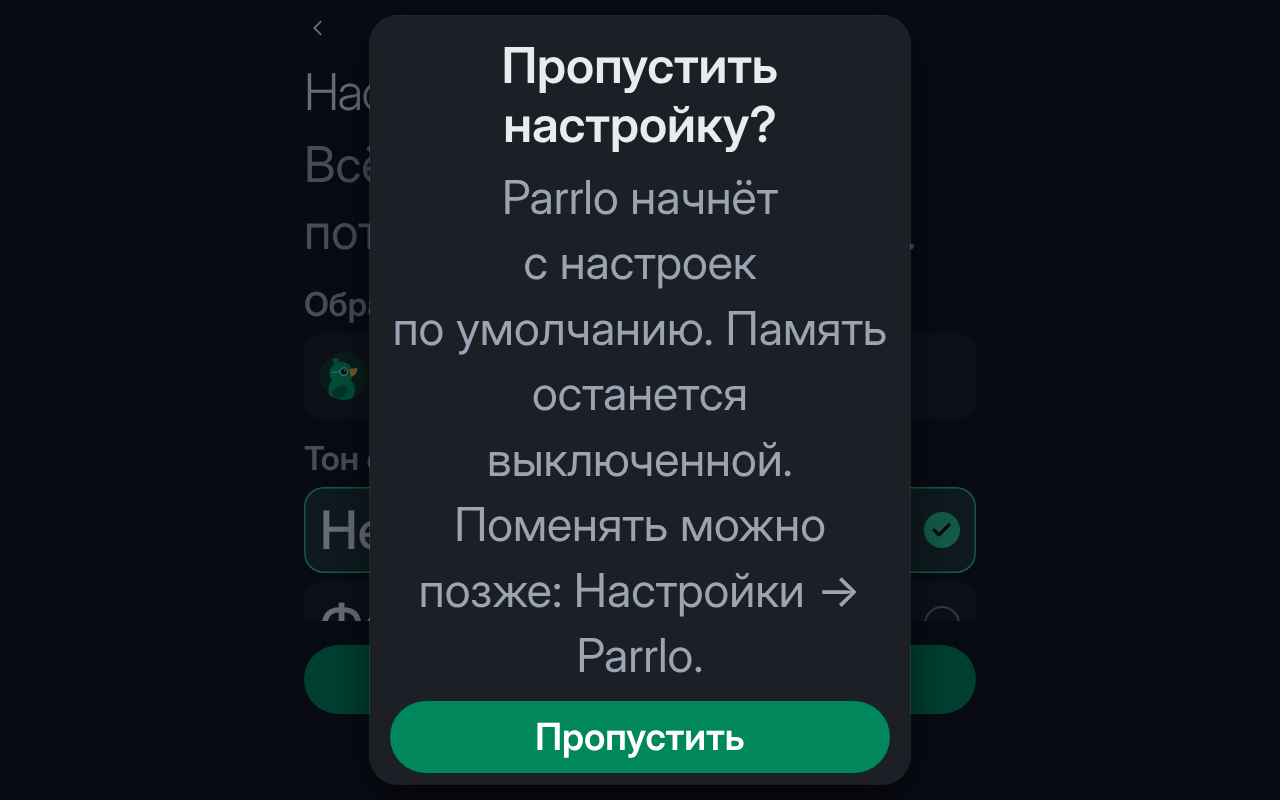 Пропустить
настройку?
Parrlo начнёт
с настроек
по умолчанию. Память
останется
выключенной.
Поменять можно
позже: Настройки →
Parrlo.
Пропустить